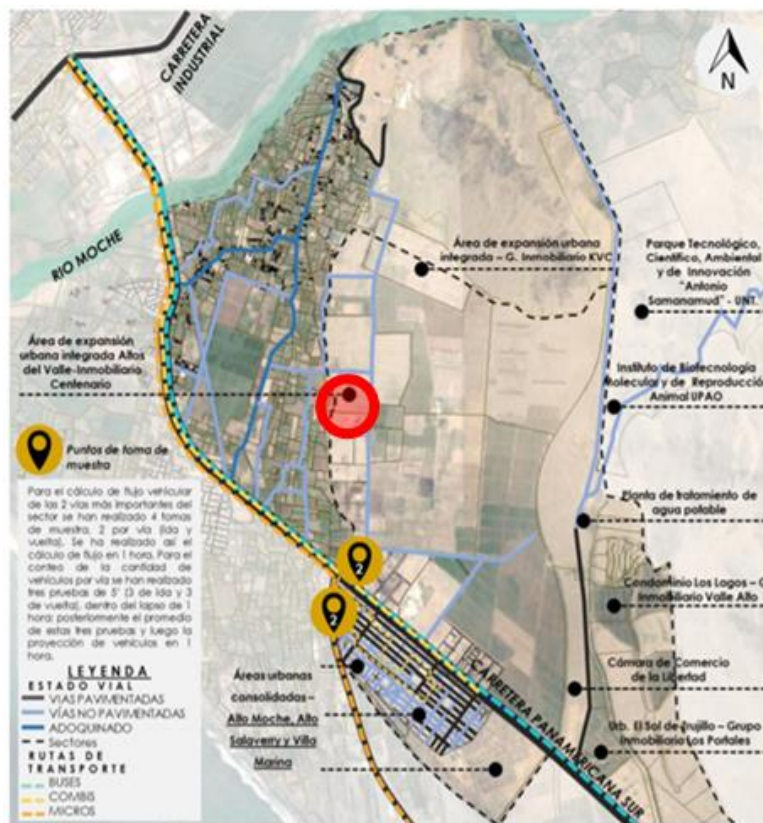 CARRETERA
INDUSTRIAL
N
RIO MOCHE
Área de expansión urbana
integrada – G. Inmobiliario KVC
Parque Tecnológico,
Científico, Ambiental
y de Innovación
"Antonio
Samanamud" - UNT.
Área de expansión
urbana integrada Altos
del Valle-Inmobiliario
Centenario
Instituto de Biotecnología
Molecular y de Reproducción
Animal UPAO
Puntos de toma de
muestra
Planta de tratamiento de
agua potable
Para el cálculo de flujo vehicular
de las 2 vías más importantes del
sector se han realizado 4 tomas
de muestra, 2 por vía (ida y
vuelta). Se ha realizado así el
cálculo de flujo en 1 hora. Para el
conteo de la cantidad de
vehículos por vía se han realizado
tres pruebas de 5' (3 de ida y 3
de vuelta), dentro del lapso de 1
hora; posteriormente el promedio
de estas tres pruebas y luego la
proyección de vehículos en 1
hora.
2
2
Condominio Los Lagos – G
Inmobiliario Valle Alto
Cámara de Comercio
de la Libertad
Urb. El Sol de Trujillo – Grupo
Inmobiliario Los Portales
CARRETERA PANAMERICANA SUR
Áreas urbanas
consolidadas –
Alto Moche, Alto
Salaverry y Villa
Marina
LEYENDA
ESTADO VIAL
VIAS PAVIMENTADAS
VÍAS NO PAVIMENTADAS
ADOQUINADO
Sectores
RUTAS DE
TRANSPORTE
BUSES
COMBIS
MICROS